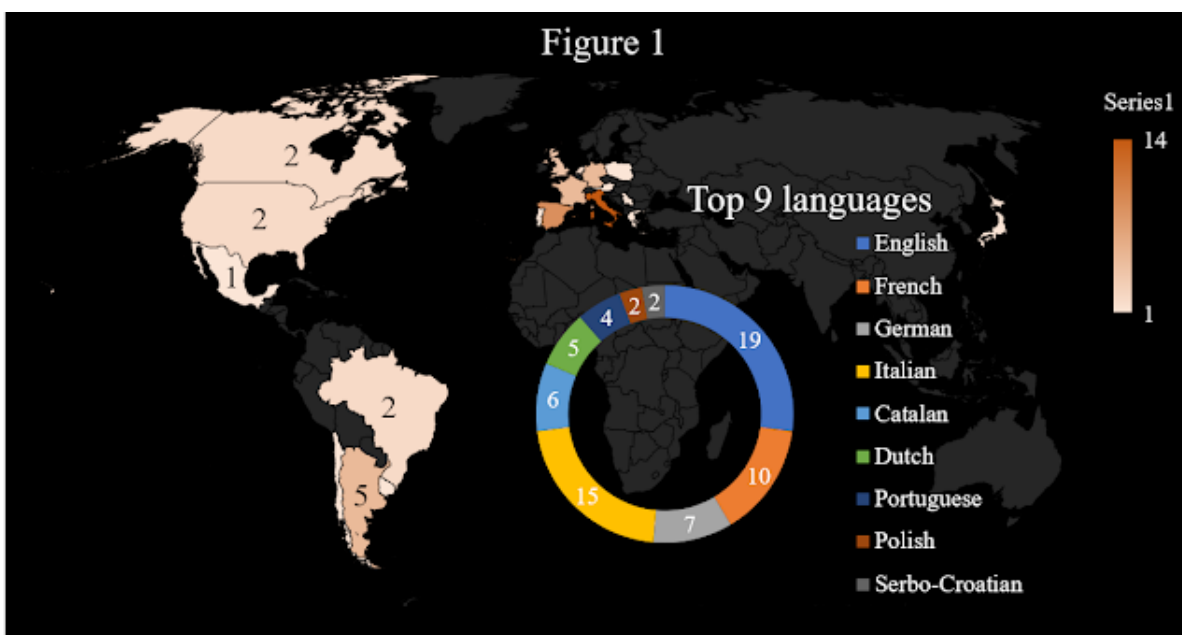 Figure 1
Series1
14
1
2
2
1
2
5
Top 9 languages
English
French
German
Italian
Catalan
Dutch
Portuguese
Polish
Serbo-Croatian
19
10
7
15
6
5
4
2
2